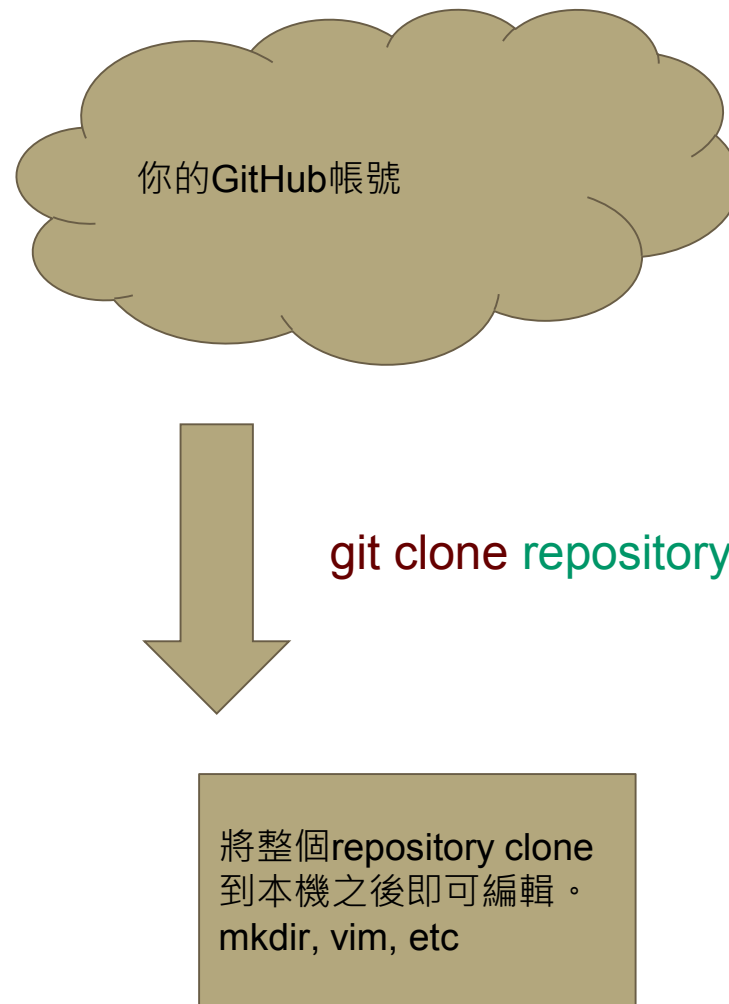 你的GitHub帳號
git clone repository
將整個repository clone
到本機之後即可編輯。
mkdir, vim, etc